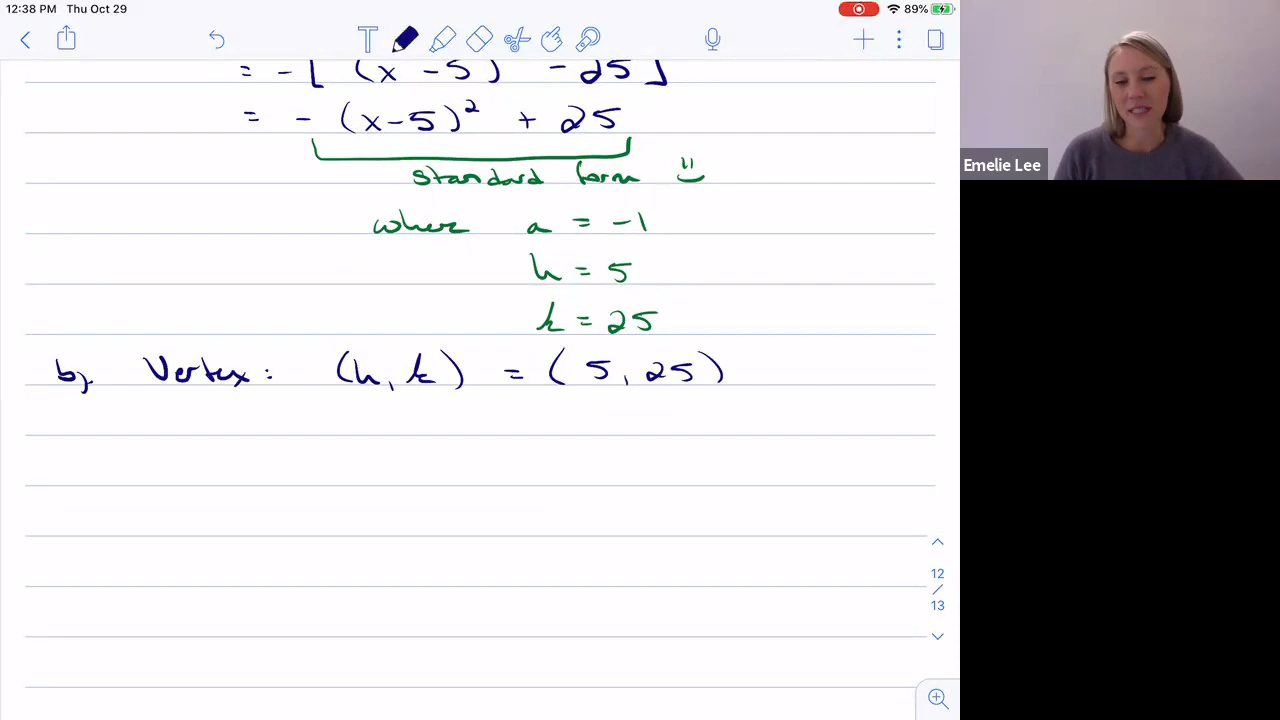 12:38 PM Thu Oct 29
89%
T
= - [ (x - 5) - 25 ]
= - (x-5)² + 25
Standard form
where a = -1
h = 5
k = 25
b) Vertex: (h, k) = (5, 25)
12
/
13
Emelie Lee